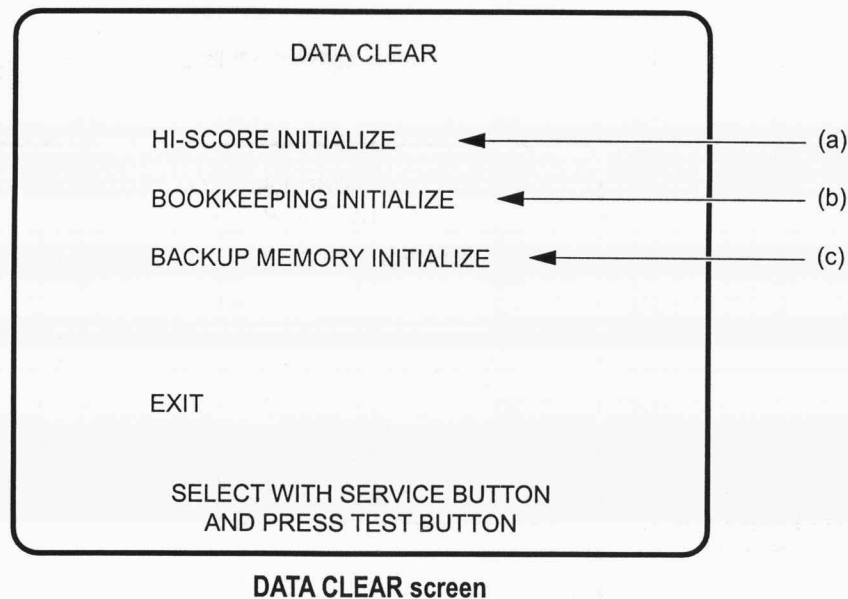 DATA CLEAR
HI-SCORE INITIALIZE
(a)
BOOKKEEPING INITIALIZE
(b)
BACKUP MEMORY INITIALIZE
(c)
EXIT
SELECT WITH SERVICE BUTTON
AND PRESS TEST BUTTON
DATA CLEAR screen